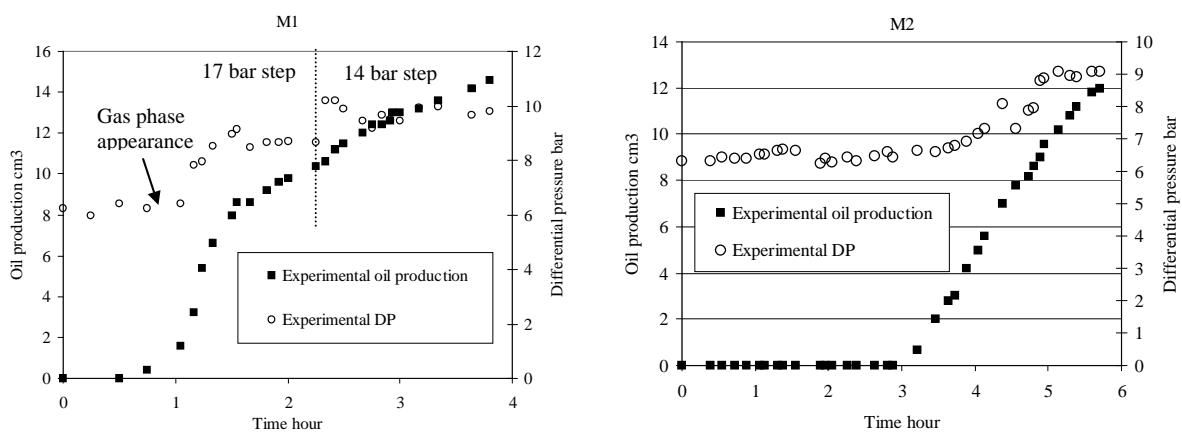 M1
16
14
12
10
8
6
4
2
0
Oil production cm3
12
10
8
6
4
2
0
Differential pressure bar
17 bar step
14 bar step
Gas phase
appearance
Experimental oil production
Experimental DP
0
1
2
3
4
Time hour
M2
14
12
10
8
6
4
2
0
Oil production cm3
10
9
8
7
6
5
4
3
2
1
0
Differential pressure bar
Experimental oil production
Experimental DP
0
1
2
3
4
5
6
Time hour